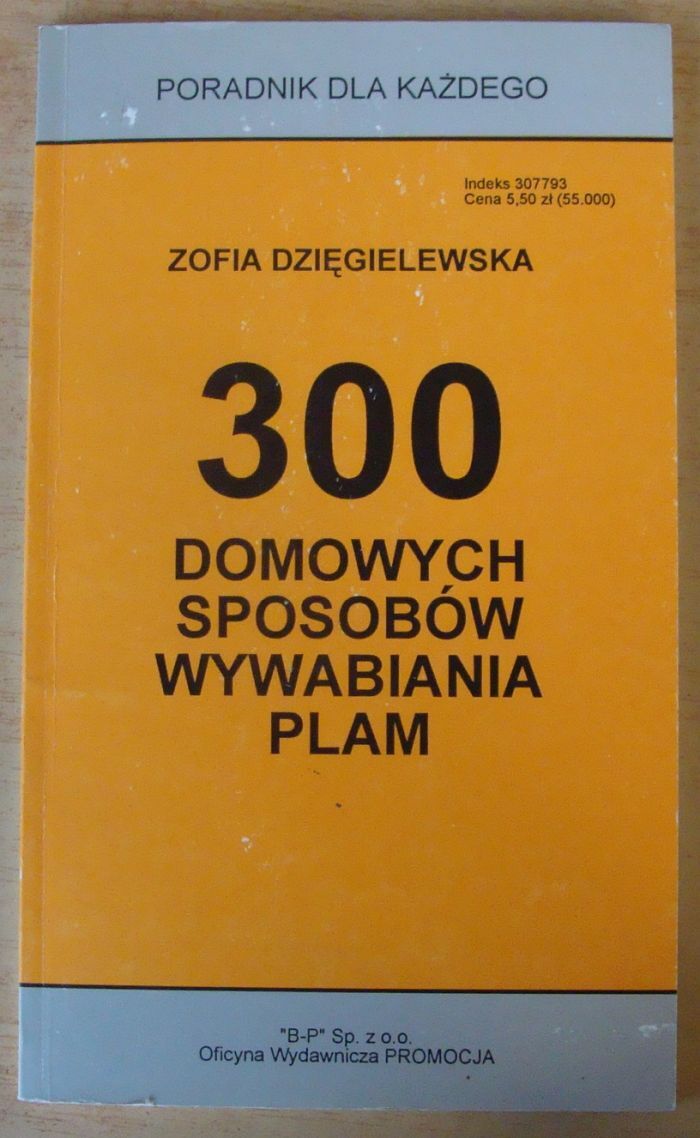 PORADNIK DLA KAŻDEGO
Indeks 307793
Cena 5,50 zł (55.000)
ZOFIA DZIĘGIELEWSKA
300
DOMOWYCH
SPOSOBÓW
WYWABIANIA
PLAM
"B-P" Sp. z o.o.
Oficyna Wydawnicza PROMOCJA